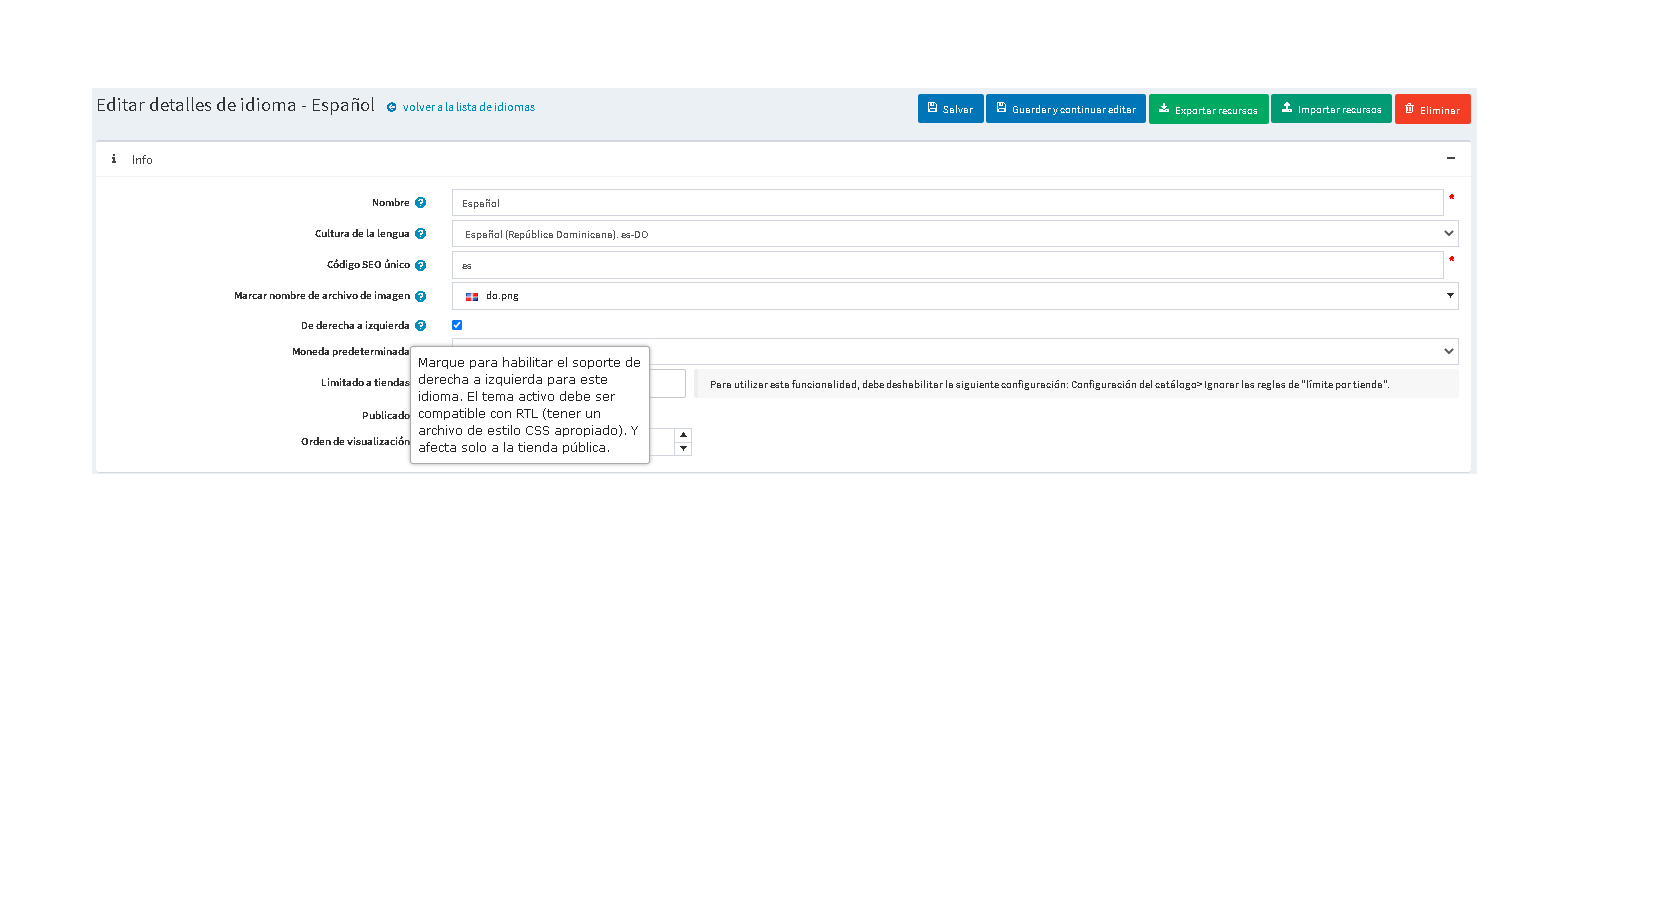 Editar detalles de idioma - Español volver a la lista de idiomas Salvar Guardar y continuar editar Exportar recursos Importar recursos Eliminar
Info
Nombre Español *
Cultura de la lengua Español (República Dominicana). es-DO
Código SEO único es *
Marcar nombre de archivo de imagen do.png
De derecha a izquierda
Moneda predeterminada
Limitado a tiendas Para utilizar esta funcionalidad, debe deshabilitar la siguiente configuración: Configuración del catálogo> Ignorar las reglas de "límite por tienda".
Publicado
Orden de visualización
Marque para habilitar el soporte de
derecha a izquierda para este
idioma. El tema activo debe ser
compatible con RTL (tener un
archivo de estilo CSS apropiado). Y
afecta solo a la tienda pública.